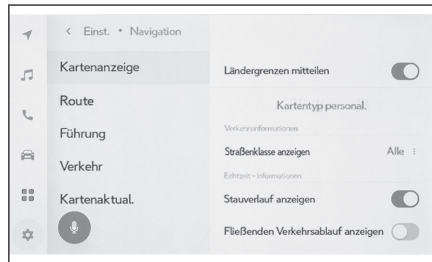 < Einst. • Navigation
Kartenanzeige
Route
Führung
Verkehr
Kartenaktual.
Ländergrenzen mitteilen
Kartentyp personal.
Verkehrsinformationen
Straßenklasse anzeigen Alle
Echtzeit-informationen
Stauverlauf anzeigen
Fließenden Verkehrsablauf anzeigen